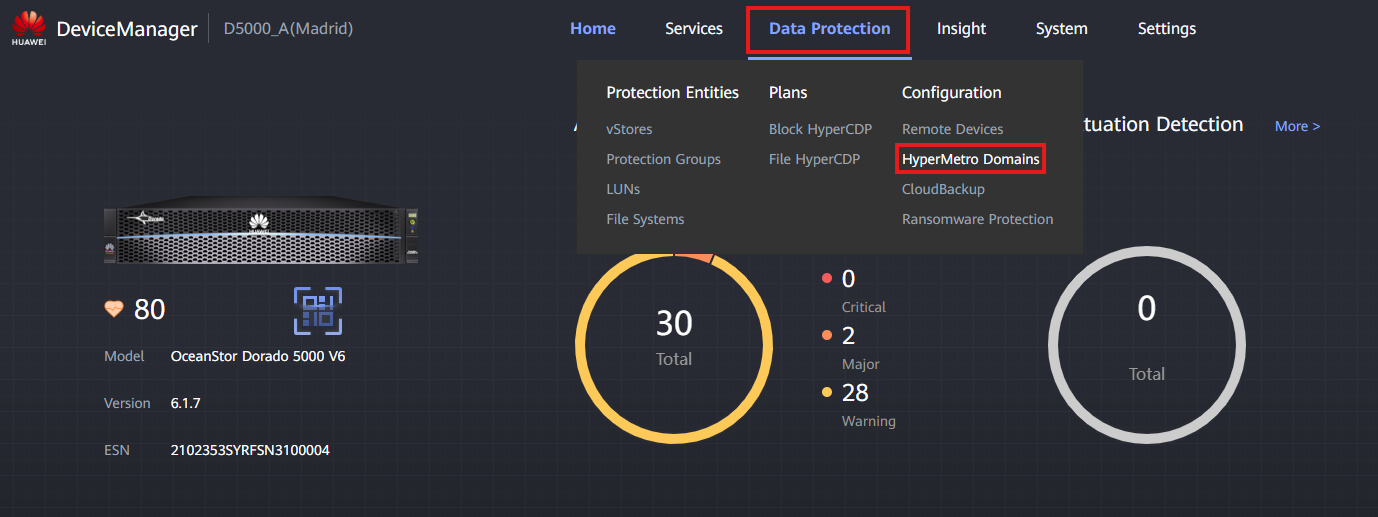 HUAWEI
DeviceManager
D5000_A(Madrid)
Home
Services
Data Protection
Insight
System
Settings
Protection Entities
vStores
Protection Groups
LUNs
File Systems
Plans
Block HyperCDP
File HyperCDP
Configuration
Remote Devices
HyperMetro Domains
CloudBackup
Ransomware Protection
tuation Detection
More >
Dorado
HUAWEI
80
Model
OceanStor Dorado 5000 V6
Version
6.1.7
ESN
2102353SYRFSN3100004
30
Total
0
Critical
2
Major
28
Warning
0
Total